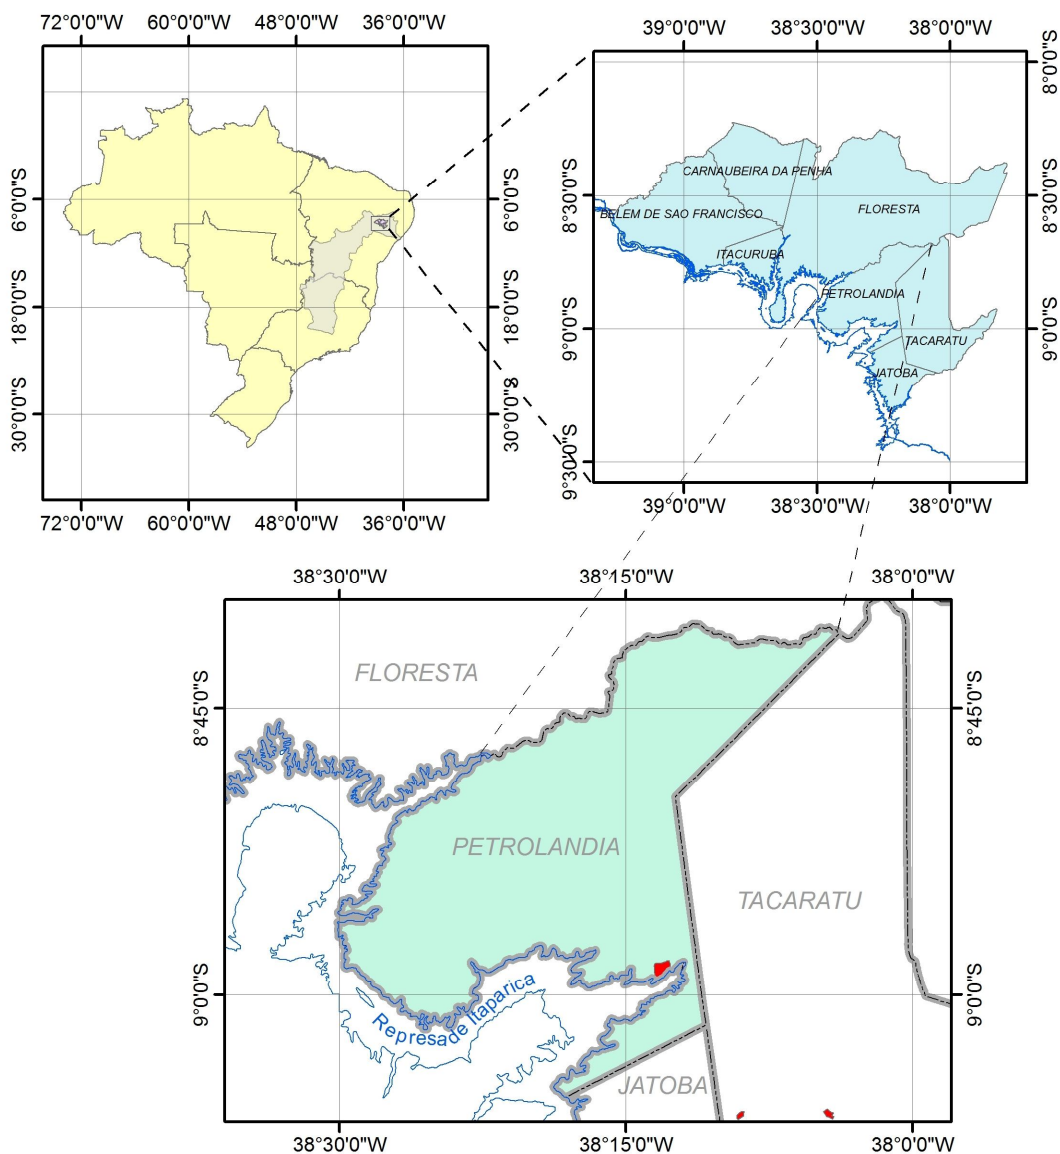 72°0'0"W 60°0'0"W 48°0'0"W 36°0'0"W
6°0'0"S
18°0'0"S
30°0'0"S
6°0'0"S
18°0'0"S
30°0'0"S
72°0'0"W 60°0'0"W 48°0'0"W 36°0'0"W
39°0'0"W 38°30'0"W 38°0'0"W
8°0'0"S
8°30'0"S
9°0'0"S
9°30'0"S
8°30'0"S
9°0'0"S
CARNAUBEIRA DA PENHA
BELEM DE SAO FRANCISCO
FLORESTA
ITACURUBA
PETROLANDIA
TACARATU
JATOBA
39°0'0"W 38°30'0"W 38°0'0"W
38°30'0"W 38°15'0"W 38°0'0"W
8°45'0"S
9°0'0"S
8°45'0"S
9°0'0"S
FLORESTA
PETROLANDIA
TACARATU
Represa de Itaparica
JATOBA
38°30'0"W 38°15'0"W 38°0'0"W